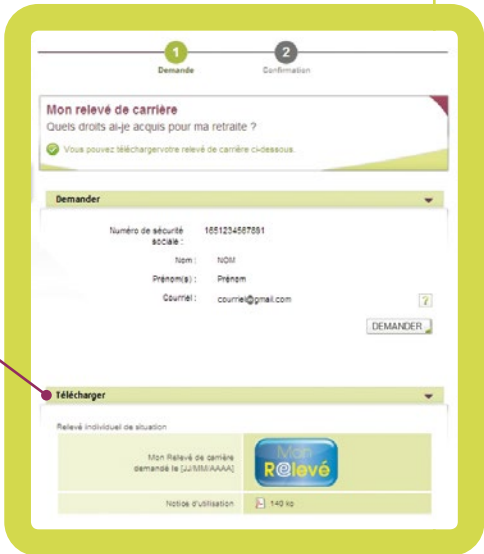 1
2
Demande
Confirmation
Mon relevé de carrière
Quels droits ai-je acquis pour ma retraite ?
Vous pouvez téléchargervotre relevé de carrière ci-dessous.
Demander
Numéro de sécurité
sociale :
1651234567891
Nom :
NOM
Prénom(s) :
Prénom
Courriel :
courriel@gmail.com
?
DEMANDER
Télécharger
Relevé individuel de situation
Mon Relevé de carrière
demandé le [JJ/MM/AAAA]
Mon
R@levé
Notice d'utilisation
140 ko